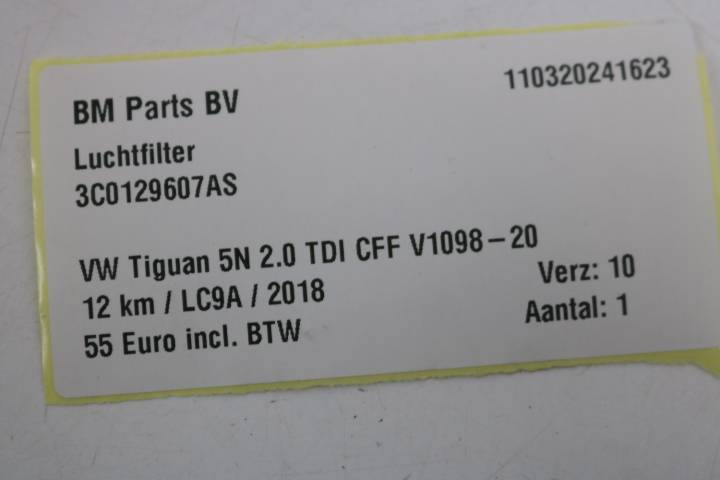 BM Parts BV
110320241623
Luchtfilter
3C0129607AS
VW Tiguan 5N 2.0 TDI CFF V1098-20
12 km / LC9A / 2018
Verz: 10
55 Euro incl. BTW
Aantal: 1